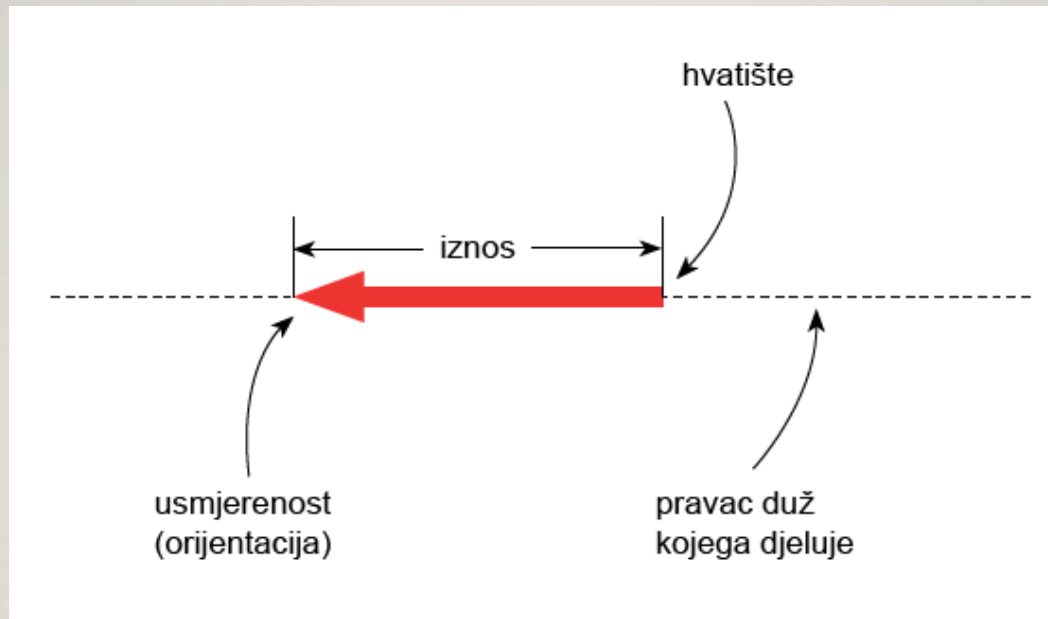 hvatište
iznos
usmjerenost
(orijentacija)
pravac duž
kojega djeluje